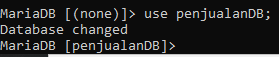 MariaDB [(none)]> use penjualanDB;
Database changed
MariaDB [penjualanDB]>